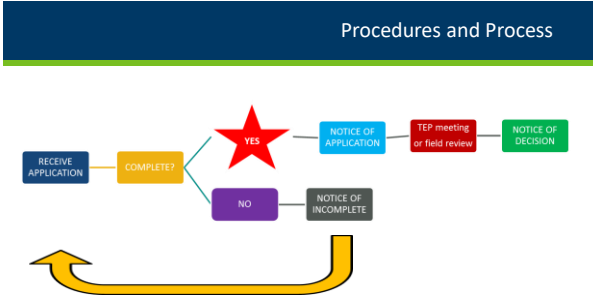 Procedures and Process
RECEIVE
APPLICATION
COMPLETE?
YES
NOTICE OF
APPLICATION
TEP meeting
or field review
NOTICE OF
DECISION
NO
NOTICE OF
INCOMPLETE